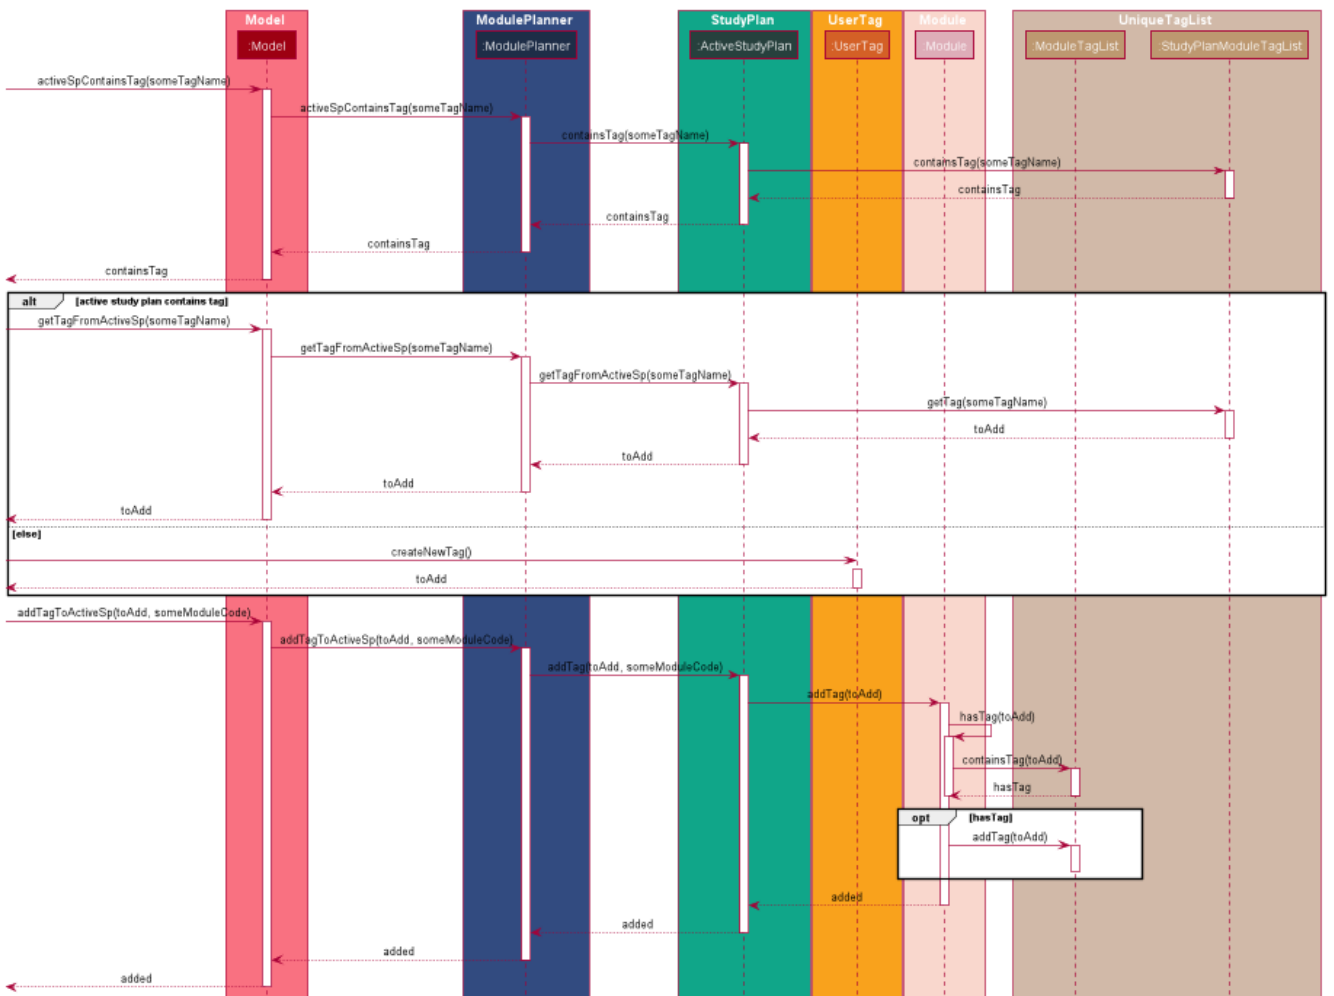 Model ModulePlanner StudyPlan UserTag Module UniqueTagList
:Model :ModulePlanner :ActiveStudyPlan :UserTag :Module :ModuleTagList :StudyPlanModuleTagList
activeSpContainsTag(someTagName)
activeSpContainsTag(someTagName)
containsTag(someTagName)
containsTag(someTagName)
containsTag
containsTag
containsTag
containsTag
alt [active study plan contains tag]
getTagFromActiveSp(someTagName)
getTagFromActiveSp(someTagName)
getTagFromActiveSp(someTagName)
getTag(someTagName)
toAdd
toAdd
toAdd
toAdd
[else]
createNewTag()
toAdd
addTagToActiveSp(toAdd, someModuleCode)
addTagToActiveSp(toAdd, someModuleCode)
addTag(toAdd, someModuleCode)
addTag(toAdd)
hasTag(toAdd)
containsTag(toAdd)
hasTag
opt [hasTag]
addTag(toAdd)
added
added
added
added